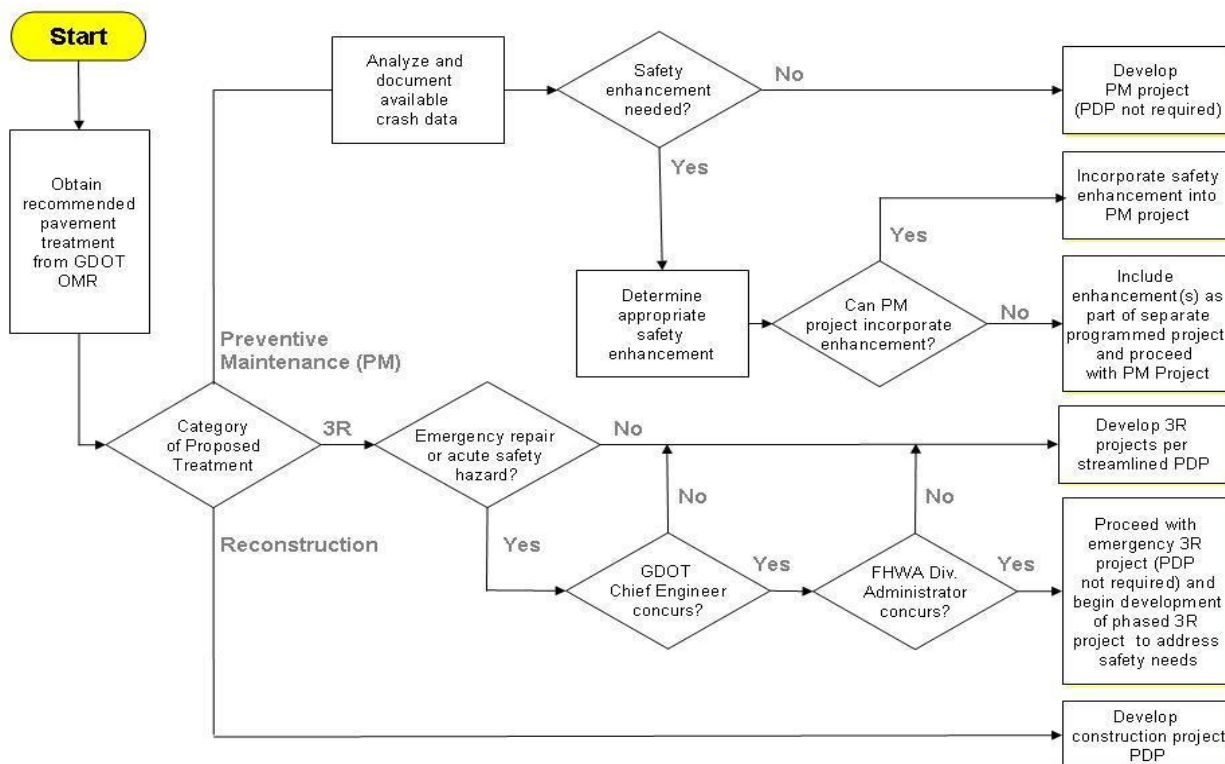 Start
Obtain
recommended
pavement
treatment
from GDOT
OMR
Category
of Proposed
Treatment
Preventive
Maintenance (PM)
Analyze and
document
available
crash data
Safety
enhancement
needed?
No
Develop
PM project
(PDP not required)
Yes
Determine
appropriate
safety
enhancement
Can PM
project incorporate
enhancement?
Yes
Incorporate safety
enhancement into
PM project
No
Include
enhancement(s) as
part of separate
programmed project
and proceed
with PM Project
3R
Emergency repair
or acute safety
hazard?
No
Develop 3R
projects per
streamlined PDP
Yes
GDOT
Chief Engineer
concurs?
No
Yes
FHWA Div.
Administrator
concurs?
No
Yes
Proceed with
emergency 3R
project (PDP
not required) and
begin development
of phased 3R
project to address
safety needs
Reconstruction
Develop
construction project
PDP